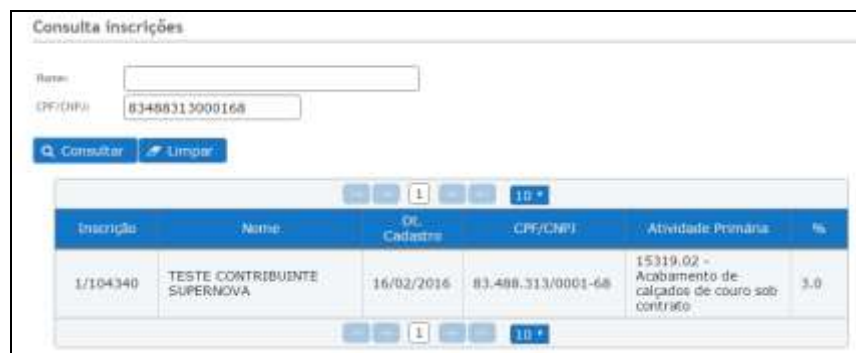 Consulta inscrições
Nome:
CPF/CNPJ: 83488313000168
Consultar Limpar
1 10
Inscrição Nome Dt. Cadastro CPF/CNPJ Atividade Primária %
1/104340 TESTE CONTRIBUINTE SUPERNOVA 16/02/2016 83.488.313/0001-68 15319.02 - Acabamento de calçados de couro sob contrato 3.0
1 10